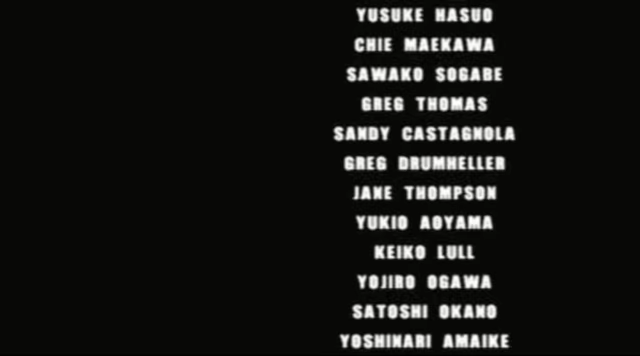 YUSUKE HASUO
CHIE MAEKAWA
SAWAKO SOGABE
GREG THOMAS
SANDY CASTAGNOLA
GREG DRUMHELLER
JANE THOMPSON
YUKIO AOYAMA
KEIKO LULL
YOJIRO OGAWA
SATOSHI OKANO
YOSHINARI AMAIKE